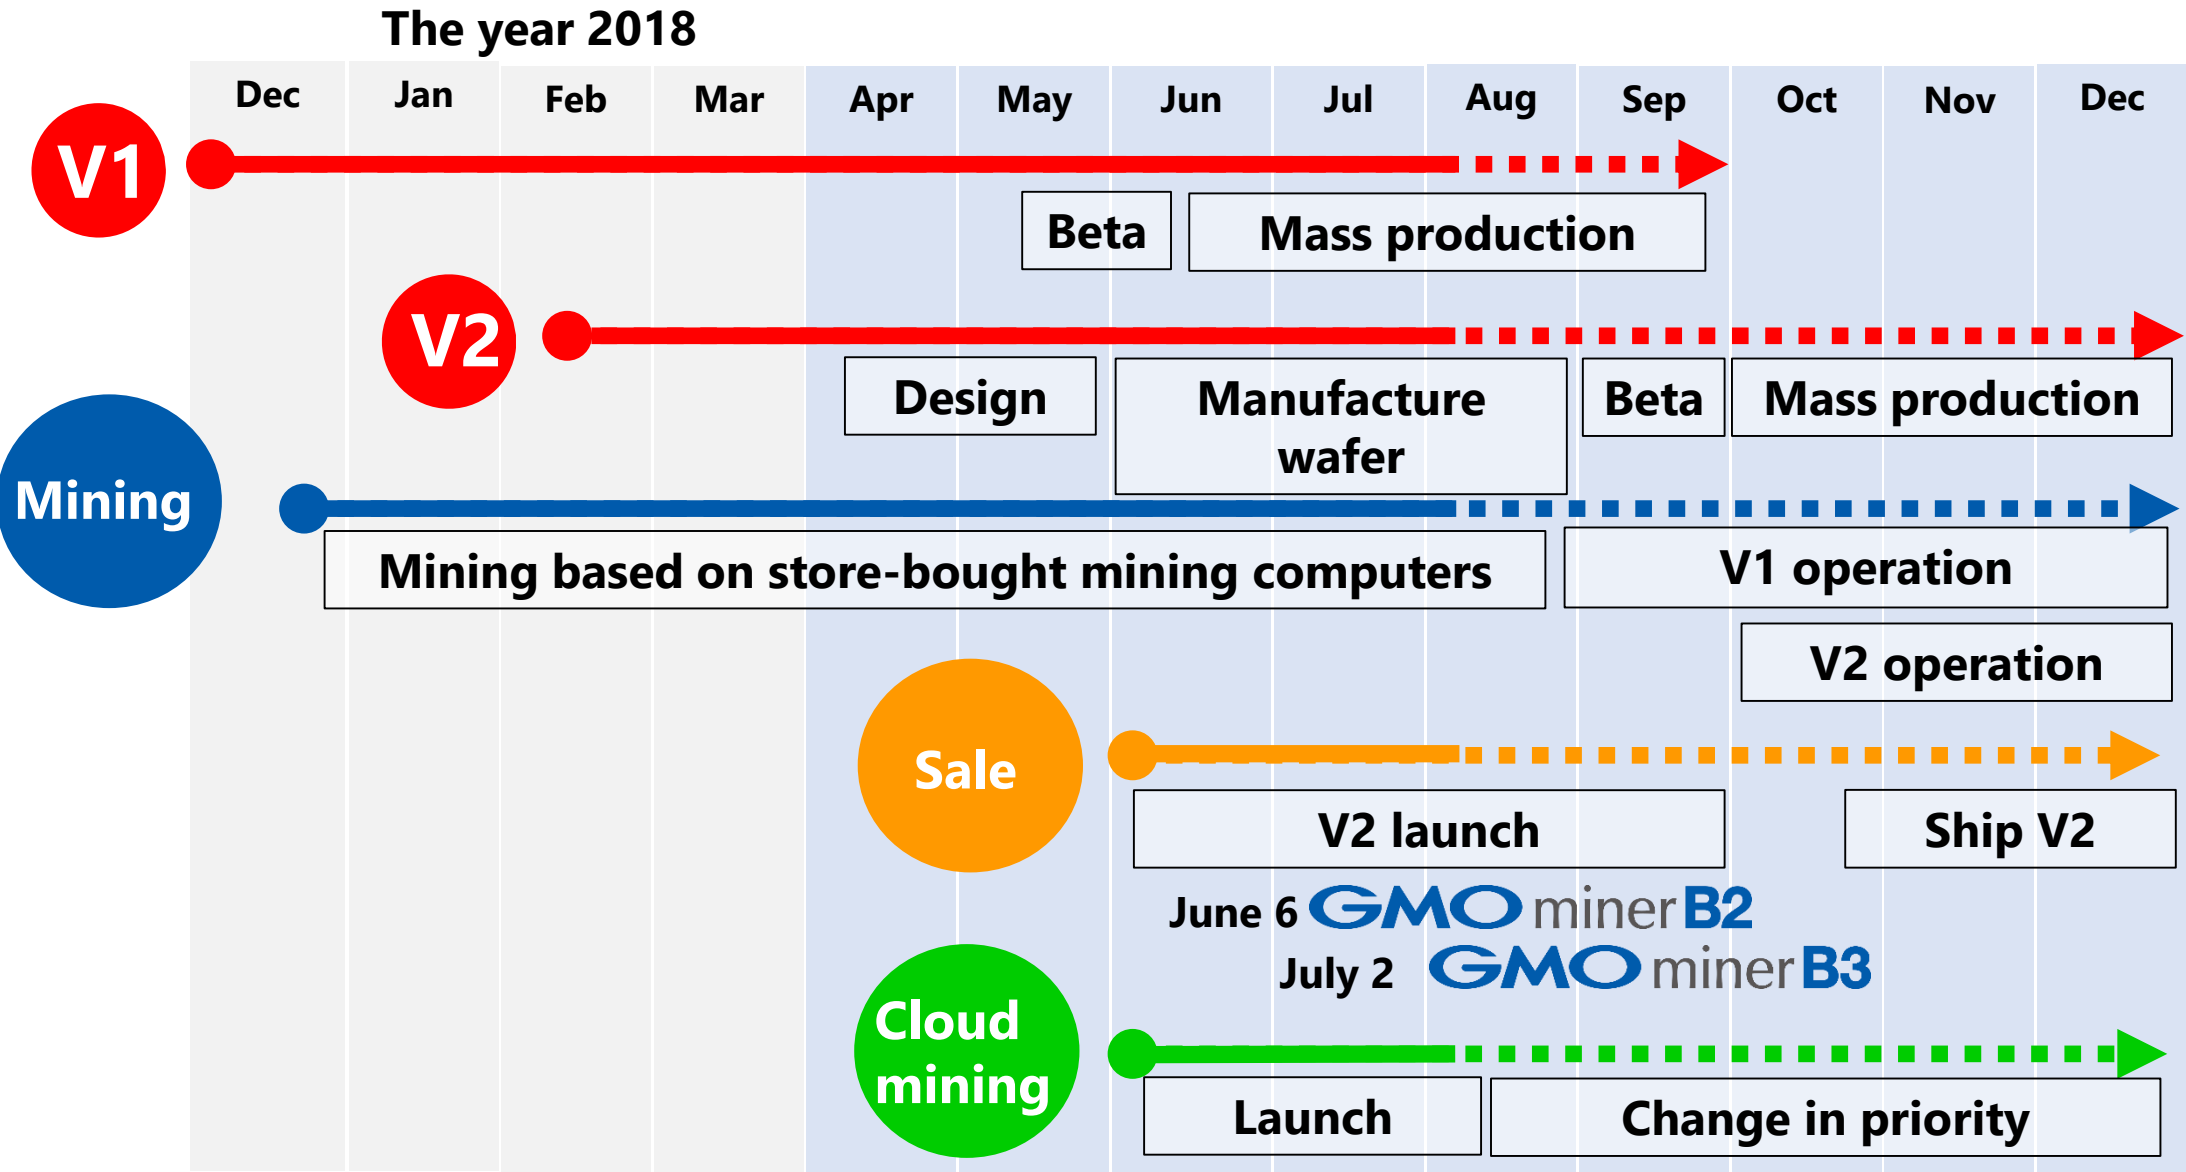 The year 2018
Dec Jan Feb Mar Apr May Jun Jul Aug Sep Oct Nov Dec
V1
Beta Mass production
V2
Design Manufacture Beta Mass production
wafer
Mining
Mining based on store-bought mining computers V1 operation
V2 operation
Sale
V2 launch Ship V2
June 6 GMO miner B2
July 2 GMO miner B3
Cloud
mining
Launch Change in priority